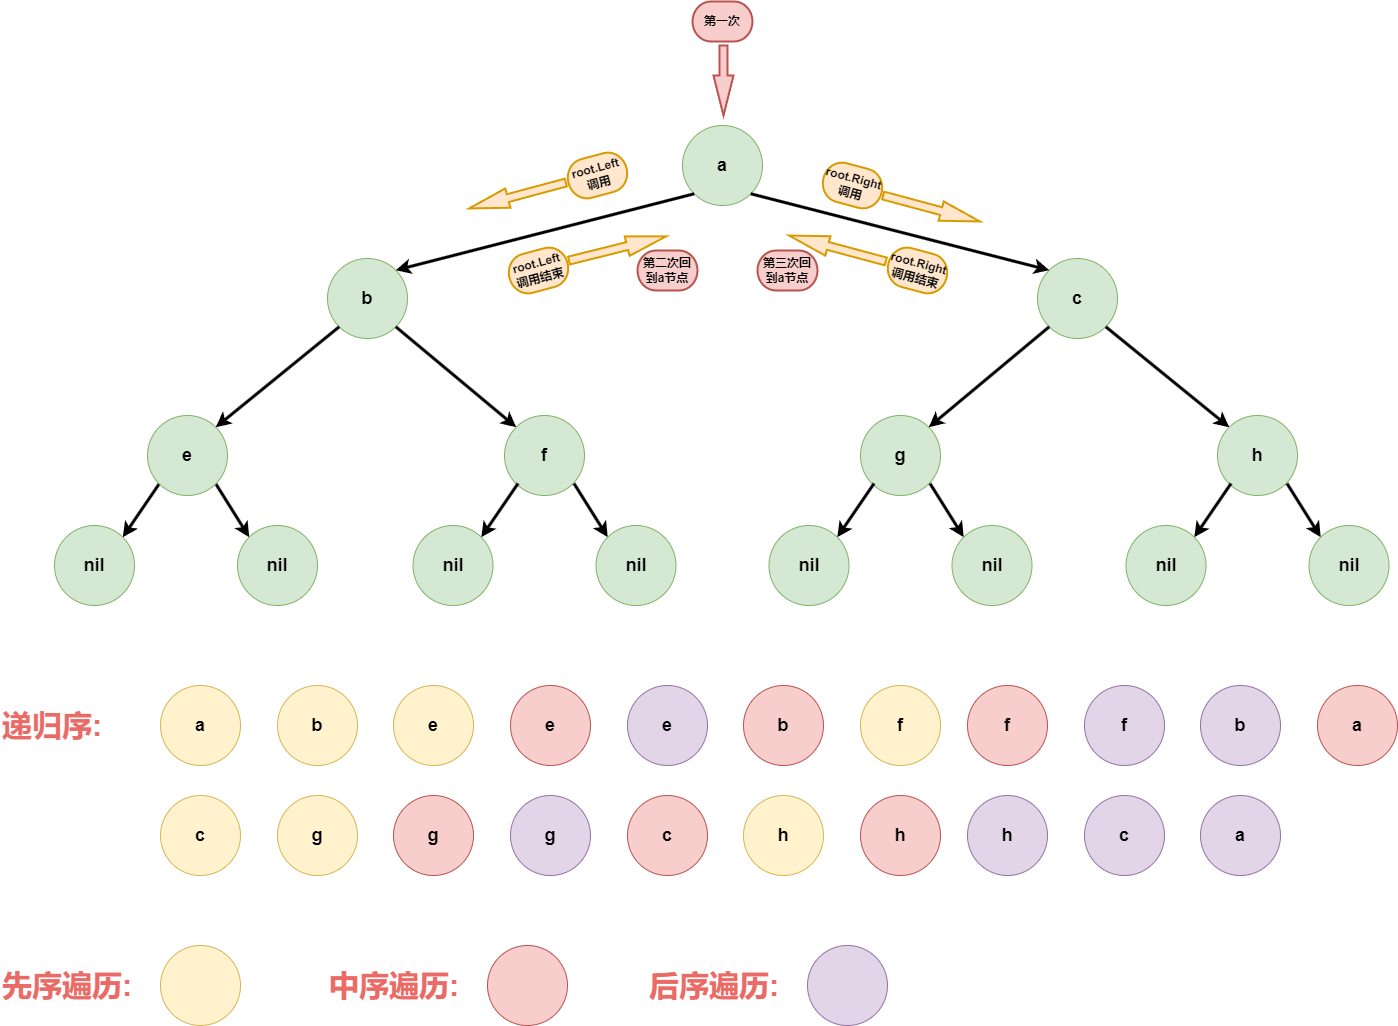 第一次
a
root.Left
调用
root.Right
调用
root.Left
调用结束
第二次回
到a节点
第三次回
到a节点
root.Right
调用结束
b
c
e
f
g
h
nil
nil
nil
nil
nil
nil
nil
nil
递归序: a b e e e b f f f b a
c g g g c h h h c a
先序遍历: 中序遍历: 后序遍历: